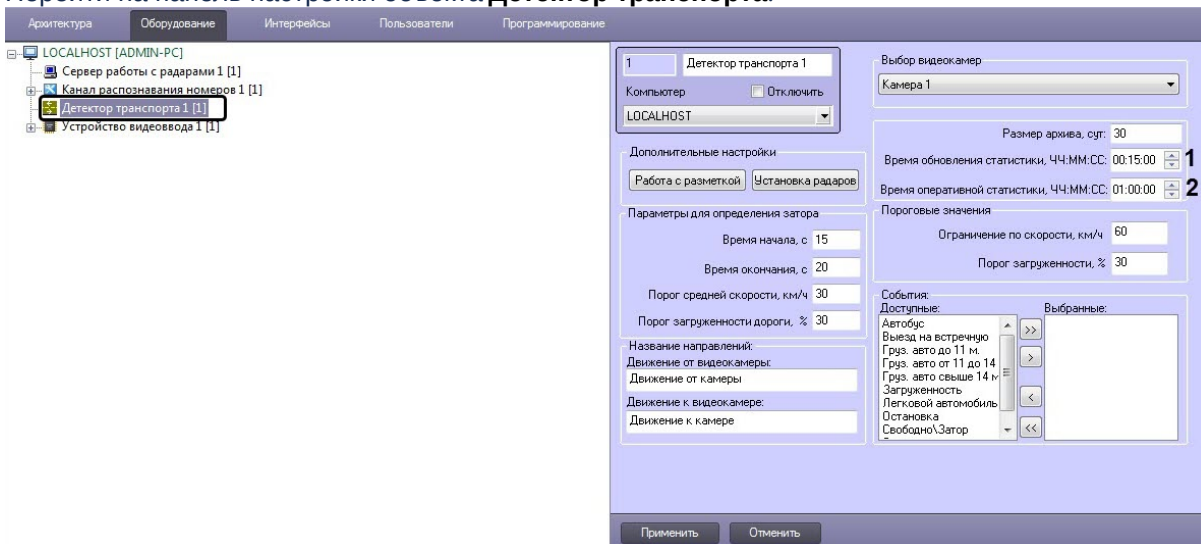 Перейти на панель настройки объекта Детектор транспорта.
Архитектура Оборудование Интерфейсы Пользователи Программирование
LOCALHOST [ADMIN-PC]
Сервер работы с радарами 1 [1]
Канал распознавания номеров 1 [1]
Детектор транспорта 1 [1]
Устройство видеоввода 1 [1]
1 Детектор транспорта 1
Компьютер Отключить
LOCALHOST
Дополнительные настройки
Работа с разметкой Установка радаров
Параметры для определения затора
Время начала, с 15
Время окончания, с 20
Порог средней скорости, км/ч 30
Порог загруженности дороги, % 30
Название направлений:
Движение от видеокамеры:
Движение от камеры
Движение к видеокамере:
Движение к камере
Выбор видеокамер
Камера 1
Размер архива, сут: 30
Время обновления статистики, ЧЧ:ММ:СС: 00:15:00 1
Время оперативной статистики, ЧЧ:ММ:СС: 01:00:00 2
Пороговые значения
Ограничение по скорости, км/ч 60
Порог загруженности, % 30
События:
Доступные: Выбранные:
Автобус
Выезд на встречную
Груз. авто до 11 м.
Груз. авто от 11 до 14
Груз. авто свыше 14 м
Загруженность
Легковой автомобиль
Остановка
Свободно\Затор
>>
>
<
<<
Применить Отменить